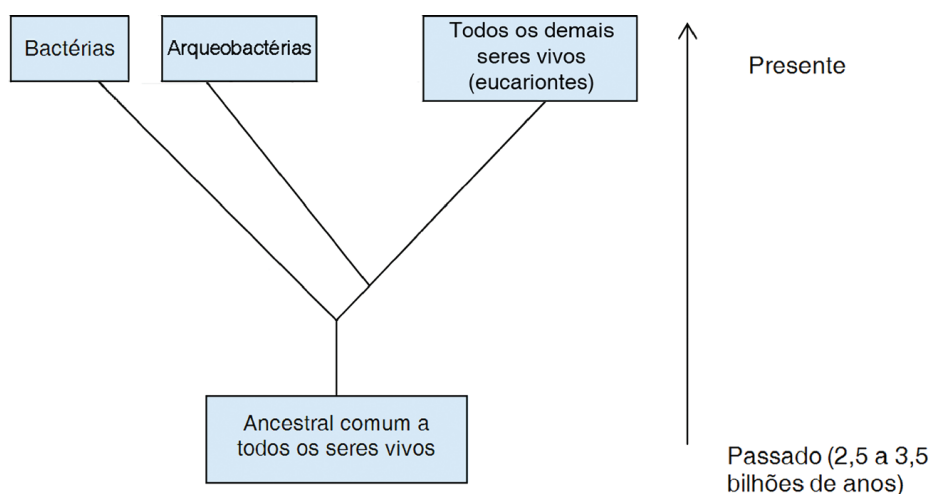 Bactérias
Arqueobactérias
Todos os demais
seres vivos
(eucariontes)
Presente
Ancestral comum a
todos os seres vivos
Passado (2,5 a 3,5
bilhões de anos)